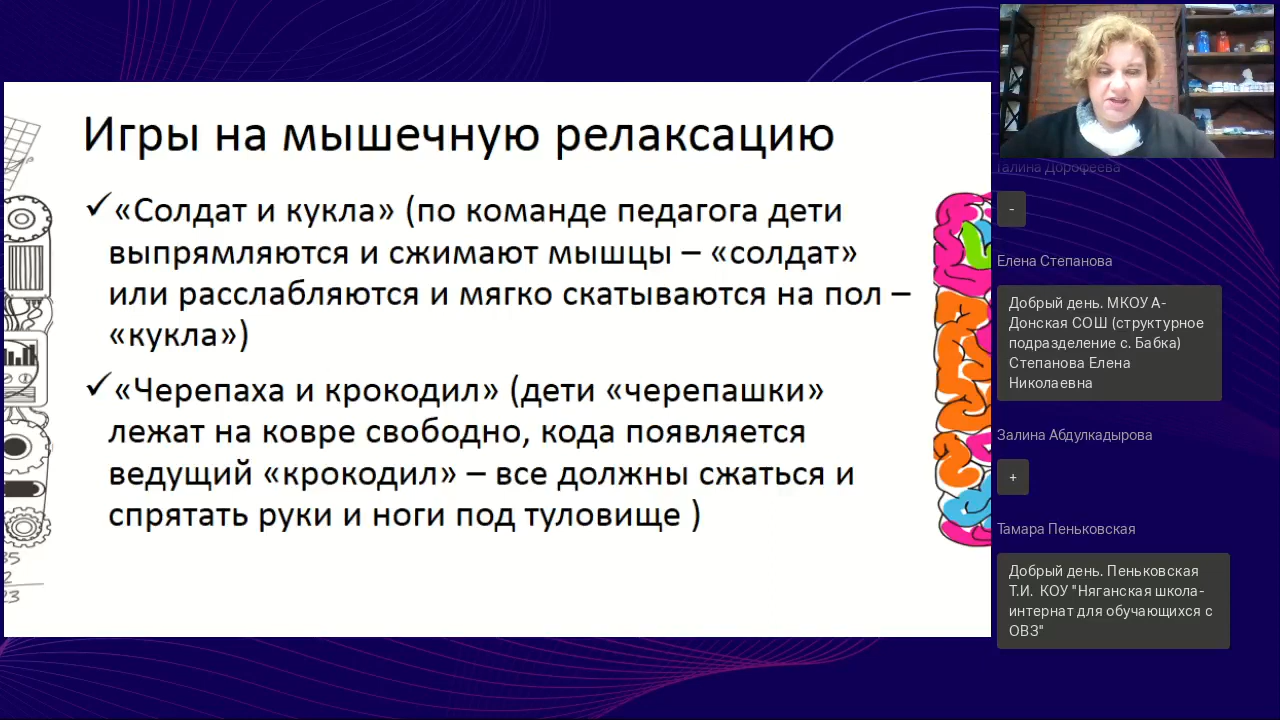 Игры на мышечную релаксацию
✓«Солдат и кукла» (по команде педагога дети
выпрямляются и сжимают мышцы – «солдат»
или расслабляются и мягко скатываются на пол –
«кукла»)
✓«Черепаха и крокодил» (дети «черепашки»
лежат на ковре свободно, кода появляется
ведущий «крокодил» – все должны сжаться и
спрятать руки и ноги под туловище )
Галина Дорофеева
-
Елена Степанова
Добрый день. МКОУ А-
Донская СОШ (структурное
подразделение с. Бабка)
Степанова Елена
Николаевна
Залина Абдулкадырова
+
Тамара Пеньковская
Добрый день. Пеньковская
Т.И. КОУ "Няганская школа-
интернат для обучающихся с
ОВЗ"